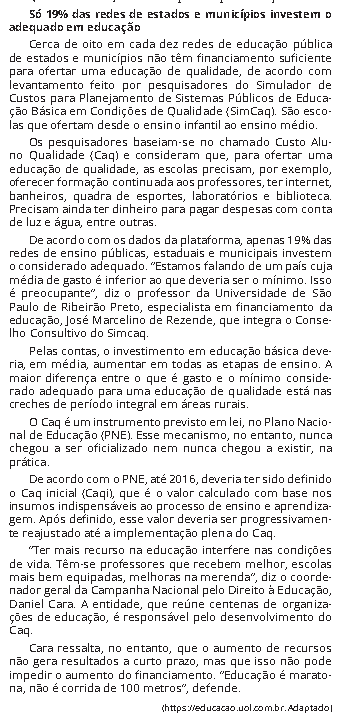 Só 19% das redes de estados e municípios investem o
adequado em educação
Cerca de oito em cada dez redes de educação pública
de estados e municípios não têm financiamento suficiente
para ofertar uma educação de qualidade, de acordo com
levantamento feito por pesquisadores do Simulador de
Custos para Planejamento de Sistemas Públicos de Educa-
ção Básica em Condições de Qualidade (SimCaq). São esco-
las que ofertam desde o ensino infantil ao ensino médio.
Os pesquisadores baseiam-se no chamado Custo Alu-
no Qualidade (Caq) e consideram que, para ofertar uma
educação de qualidade, as escolas precisam, por exemplo,
oferecer formação continuada aos professores, ter internet,
banheiros, quadra de esportes, laboratórios e biblioteca.
Precisam ainda ter dinheiro para pagar despesas com conta
de luz e água, entre outras.
De acordo com os dados da plataforma, apenas 19% das
redes de ensino públicas, estaduais e municipais investem
o considerado adequado. “Estamos falando de um país cuja
média de gasto é inferior ao que deveria ser o mínimo. Isso
é preocupante”, diz o professor da Universidade de São
Paulo de Ribeirão Preto, especialista em financiamento da
educação, José Marcelino de Rezende, que integra o Conse-
lho Consultivo do Simcaq.
Pelas contas, o investimento em educação básica deve-
ria, em média, aumentar em todas as etapas de ensino. A
maior diferença entre o que é gasto e o mínimo conside-
rado adequado para uma educação de qualidade está nas
creches de período integral em áreas rurais.
O Caq é um instrumento previsto em lei, no Plano Nacio-
nal de Educação (PNE). Esse mecanismo, no entanto, nunca
chegou a ser oficializado nem nunca chegou a existir, na
prática.
De acordo com o PNE, até 2016, deveria ter sido definido
o Caq inicial (Caqi), que é o valor calculado com base nos
insumos indispensáveis ao processo de ensino e aprendiza-
gem. Após definido, esse valor deveria ser progressivamen-
te reajustado até a implementação plena do Caq.
“Ter mais recurso na educação interfere nas condições
de vida. Têm-se professores que recebem melhor, escolas
mais bem equipadas, melhoras na merenda”, diz o coorde-
nador geral da Campanha Nacional pelo Direito à Educação,
Daniel Cara. A entidade, que reúne centenas de organiza-
ções de educação, é responsável pelo desenvolvimento do
Caq.
Cara ressalta, no entanto, que o aumento de recursos
não gera resultados a curto prazo, mas que isso não pode
impedir o aumento do financiamento. “Educação é marato-
na, não é corrida de 100 metros”, defende.
(https://educacao.uol.com.br. Adaptado)